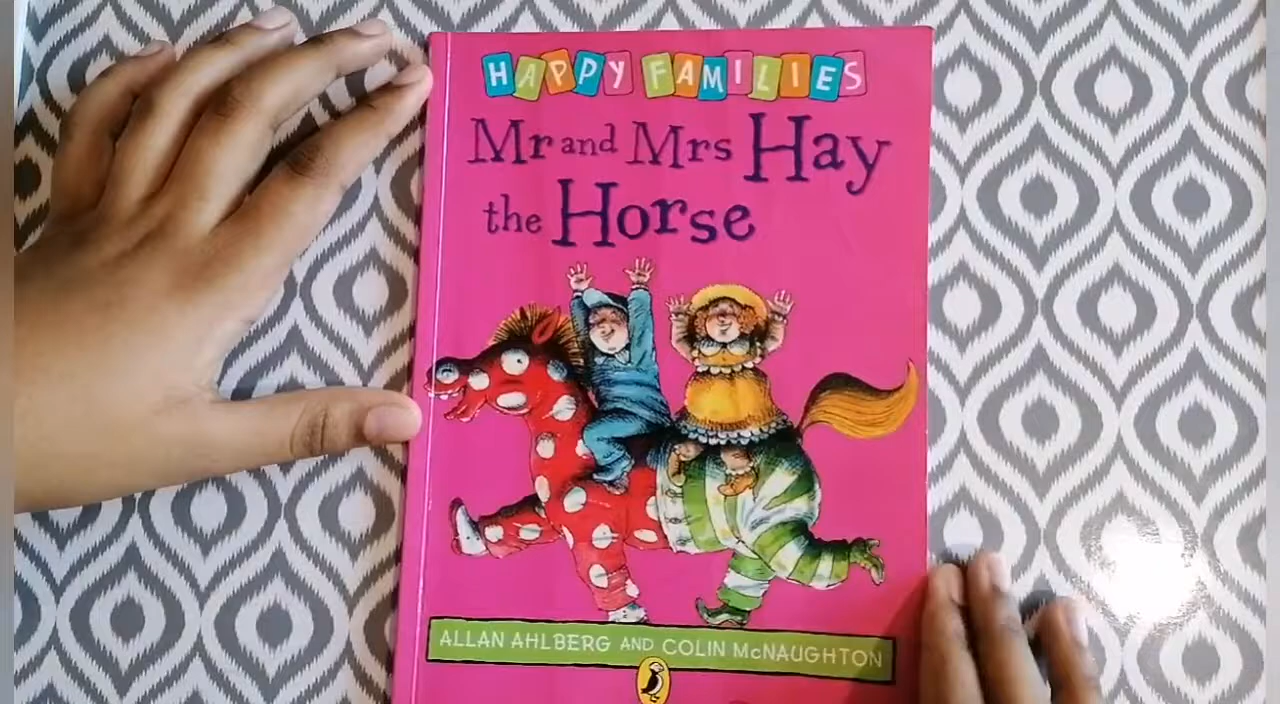 HAPPY FAMILIES
Mr and Mrs Hay
the Horse
ALLAN AHLBERG AND COLIN McNAUGHTON